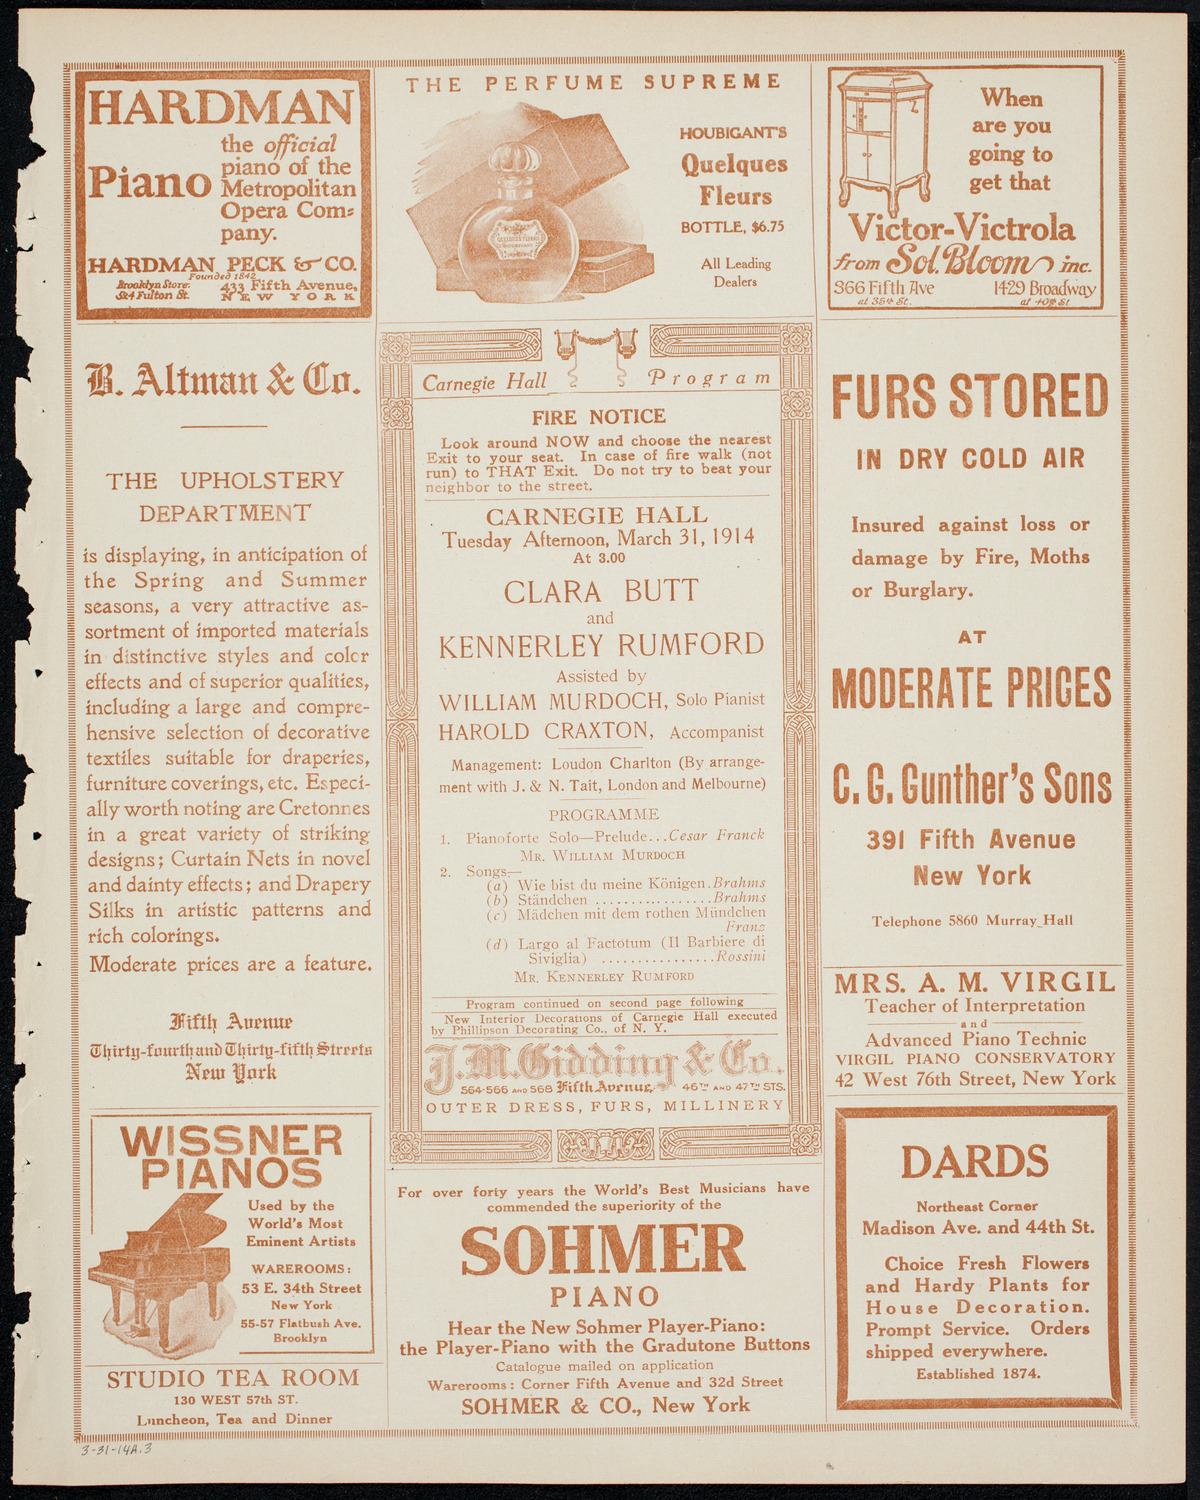 HARDMAN
Piano
the official
piano of the
Metropolitan
Opera Com-
pany.
HARDMAN, PECK & CO.
Founded 1842
Brooklyn Store:
524 Fulton St.
433 Fifth Avenue,
NEW YORK
THE PERFUME SUPREME
HOUBIGANT'S
Quelques
Fleurs
BOTTLE, $6.75
All Leading
Dealers
When
are you
going to
get that
Victor-Victrola
from Sol. Bloom inc.
366 Fifth Ave
at 35th St.
1429 Broadway
at 40th St
B. Altman & Co.
THE UPHOLSTERY
DEPARTMENT
is displaying, in anticipation of
the Spring and Summer
seasons, a very attractive as-
sortment of imported materials
in distinctive styles and color
effects and of superior qualities,
including a large and compre-
hensive selection of decorative
textiles suitable for draperies,
furniture coverings, etc. Especi-
ally worth noting are Cretonnes
in a great variety of striking
designs; Curtain Nets in novel
and dainty effects; and Drapery
Silks in artistic patterns and
rich colorings.
Moderate prices are a feature.
Fifth Avenue
Thirty-fourth and Thirty-fifth Streets
New York
WISSNER
PIANOS
Used by the
World's Most
Eminent Artists
WAREROOMS:
53 E. 34th Street
New York
55-57 Flatbush Ave.
Brooklyn
STUDIO TEA ROOM
130 WEST 57th ST.
Luncheon, Tea and Dinner
Carnegie Hall Program
FIRE NOTICE
Look around NOW and choose the nearest
Exit to your seat. In case of fire walk (not
run) to THAT Exit. Do not try to beat your
neighbor to the street.
CARNEGIE HALL
Tuesday Afternoon, March 31, 1914
At 3.00
CLARA BUTT
and
KENNERLEY RUMFORD
Assisted by
WILLIAM MURDOCH, Solo Pianist
HAROLD CRAXTON, Accompanist
Management: Loudon Charlton (By arrange-
ment with J. & N. Tait, London and Melbourne)
PROGRAMME
1. Pianoforte Solo—Prelude...Cesar Franck
MR. WILLIAM MURDOCH
2. Songs—
(a) Wie bist du meine Königen.Brahms
(b) Ständchen .................Brahms
(c) Mädchen mit dem rothen Mündchen
Franz
(d) Largo al Factotum (Il Barbiere di
Siviglia) ................Rossini
MR. KENNERLEY RUMFORD
Program continued on second page following
New Interior Decorations of Carnegie Hall executed
by Phillipson Decorating Co., of N. Y.
J.M. Gidding & Co.
564-566 AND 568 Fifth Avenue, 46TH AND 47TH STS.
OUTER DRESS, FURS, MILLINERY
For over forty years the World's Best Musicians have
commended the superiority of the
SOHMER
PIANO
Hear the New Sohmer Player-Piano:
the Player-Piano with the Gradutone Buttons
Catalogue mailed on application
Warerooms: Corner Fifth Avenue and 32d Street
SOHMER & CO., New York
FURS STORED
IN DRY COLD AIR
Insured against loss or
damage by Fire, Moths
or Burglary.
AT
MODERATE PRICES
C. G. Gunther's Sons
391 Fifth Avenue
New York
Telephone 5860 Murray Hall
MRS. A. M. VIRGIL
Teacher of Interpretation
and
Advanced Piano Technic
VIRGIL PIANO CONSERVATORY
42 West 76th Street, New York
DARDS
Northeast Corner
Madison Ave. and 44th St.
Choice Fresh Flowers
and Hardy Plants for
House Decoration.
Prompt Service. Orders
shipped everywhere.
Established 1874.
3-31-14A.3